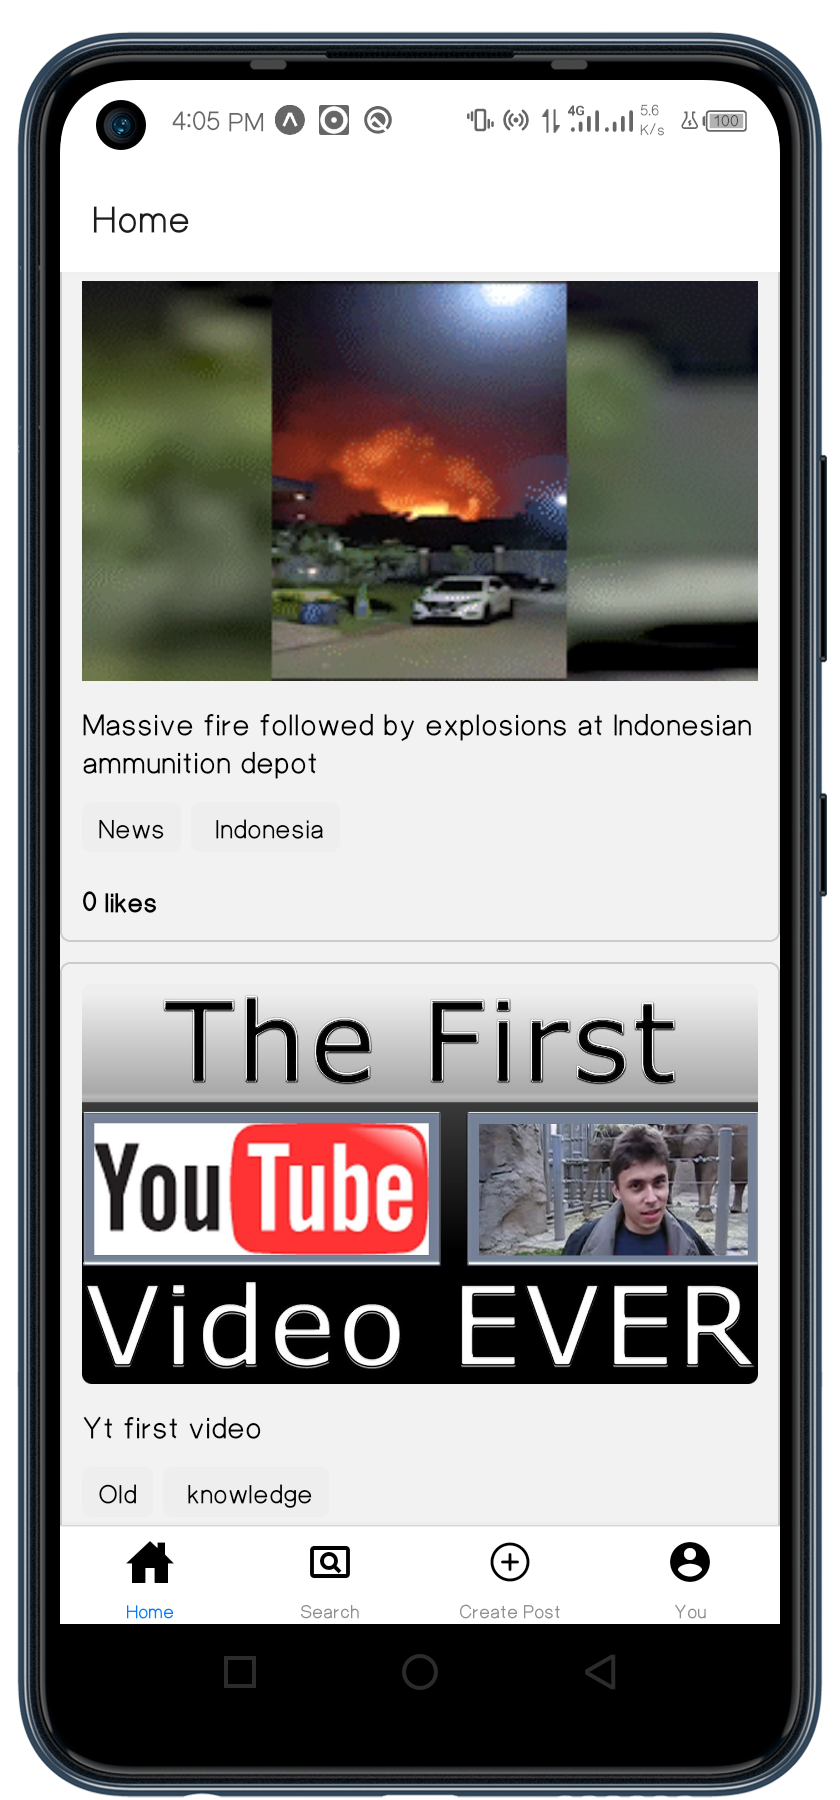 4:05 PM
4G
5.6
K/s
100
Home
Massive fire followed by explosions at Indonesian
ammunition depot
News Indonesia
0 likes
The First
YouTube
Video EVER
Yt first video
Old knowledge
Home Search Create Post You